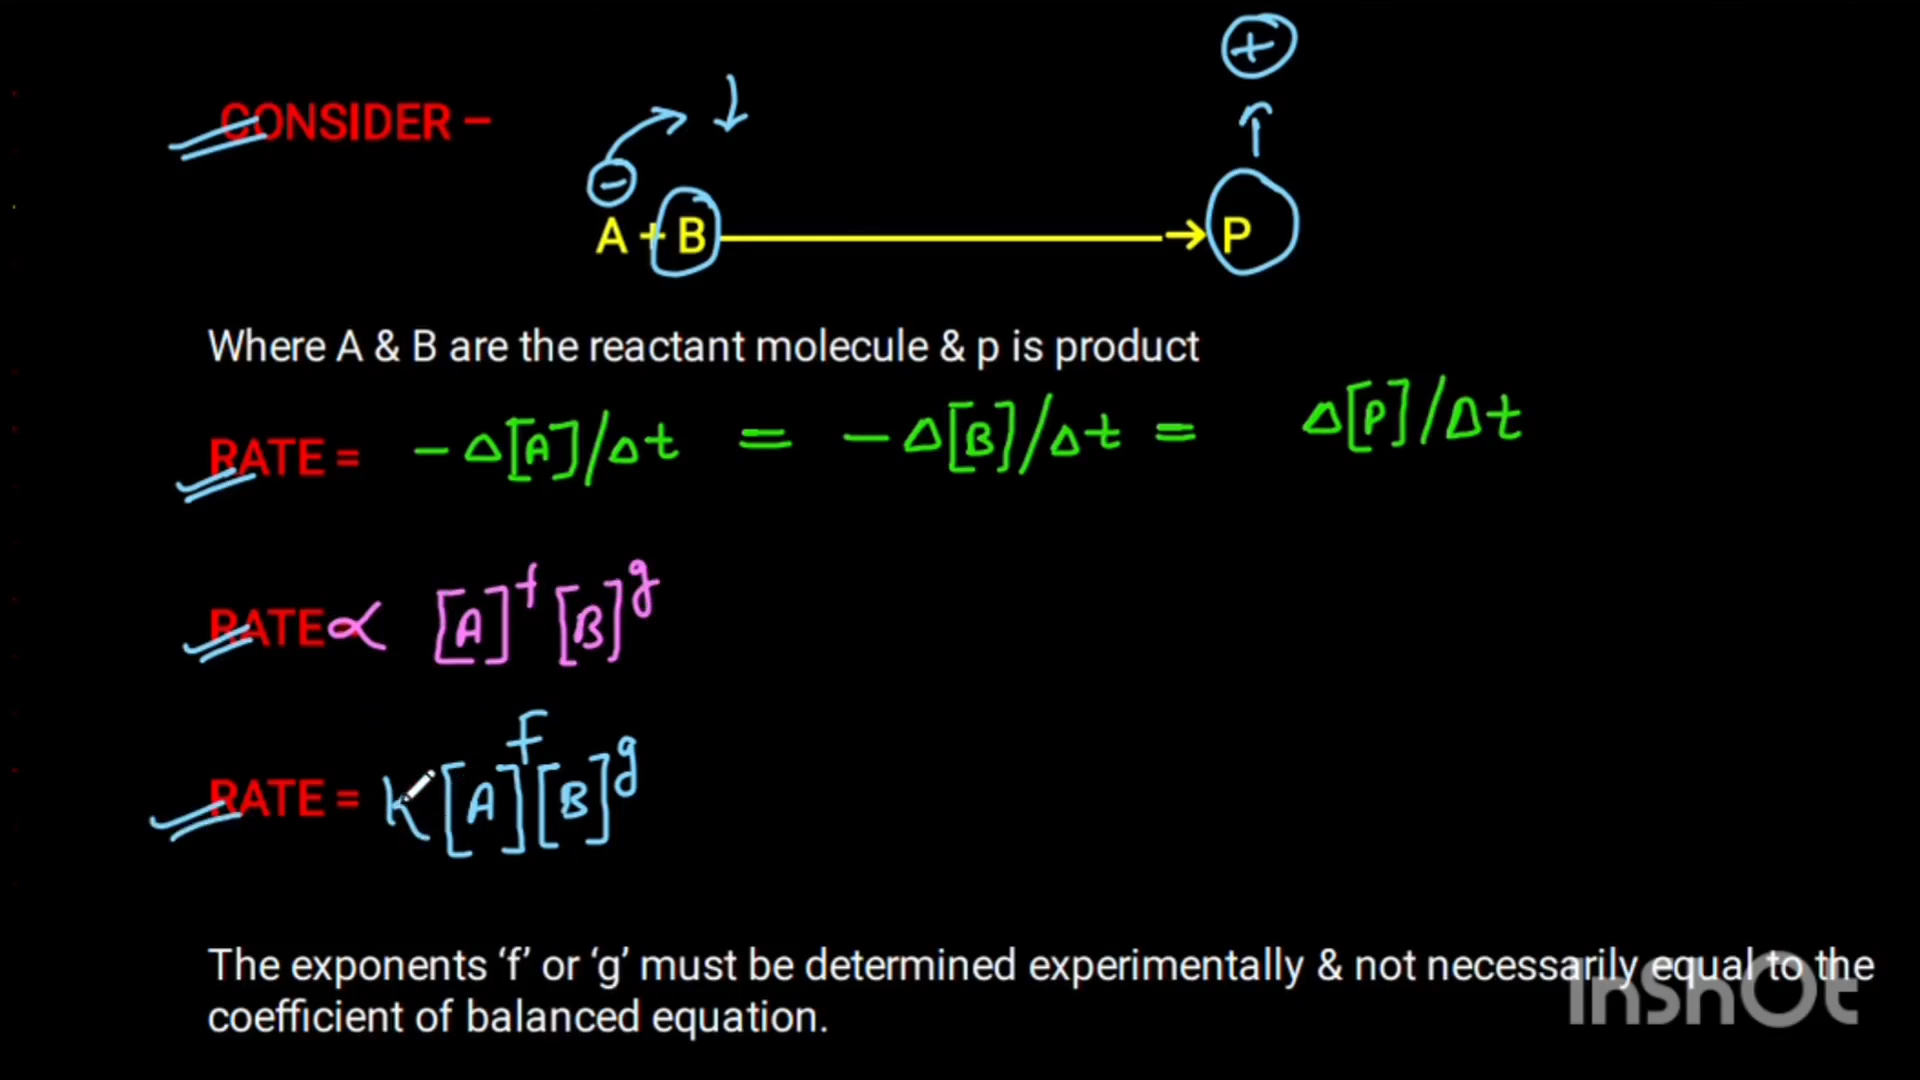 ⊕
CONSIDER –
⊖
A + B → P
Where A & B are the reactant molecule & p is product
RATE = - Δ[A]/Δt = - Δ[B]/Δt = Δ[P]/Δt
RATE ∝ [A]^f [B]^g
RATE = K[A]^f[B]^g
The exponents ‘f’ or ‘g’ must be determined experimentally & not necessarily equal to the
coefficient of balanced equation.
InshOt